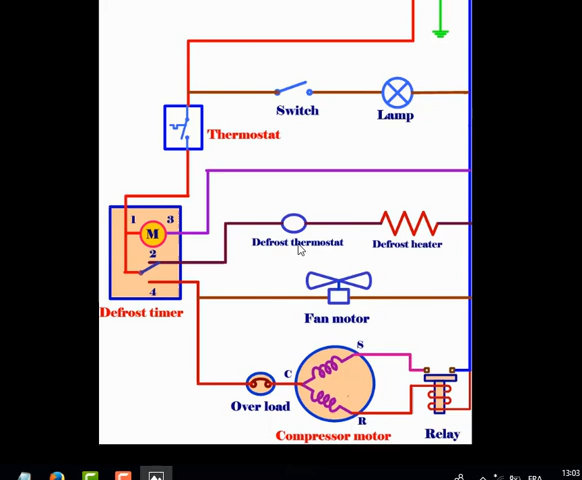 Switch
Lamp
Thermostat
1
3
M
2
Defrost thermostat
Defrost heater
4
Defrost timer
Fan motor
S
C
Over load
R
Compressor motor
Relay
13:03
FRA